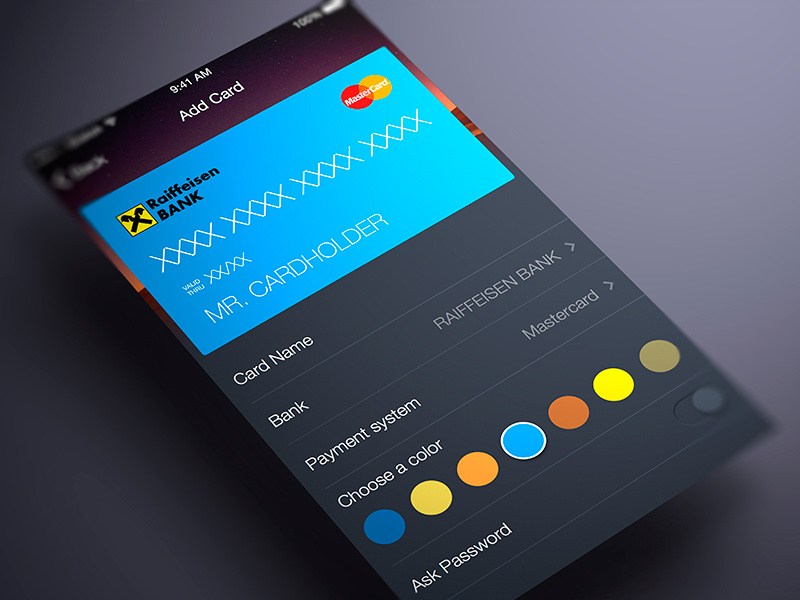 100%
9:41 AM
Back
Add Card
MasterCard
Raiffeisen
BANK
XXXX XXXX XXXX XXXX
VALID
THRU
XX/XX
MR. CARDHOLDER
Card Name
Bank
RAIFFEISEN BANK
Payment system
Mastercard
Choose a color
Ask Password